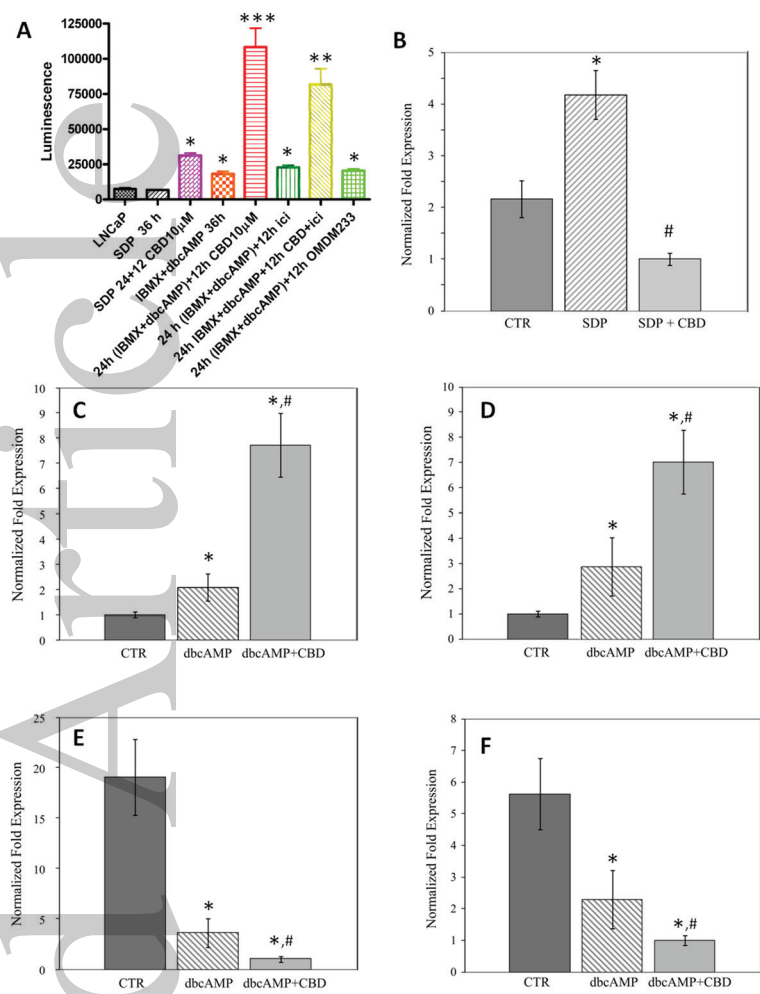 A
Luminescence
125000
100000
75000
50000
25000
0
*
*
***
*
**
*
LNCaP
SDP 36 h
SDP 24+12 CBD10µM
IBMX+dbcAMP 36h
24h (IBMX+dbcAMP)+12h CBD10µM
24 h (IBMX+dbcAMP)+12h ici
24h IBMX+dbcAMP+12h CBD+ici
24h (IBMX+dbcAMP)+12h OMDM233
B
Normalized Fold Expression
5
4
3
2
1
0
*
#
CTR SDP SDP + CBD
C
Normalized Fold Expression
10
9
8
7
6
5
4
3
2
1
0
*
*,#
CTR dbcAMP dbcAMP+CBD
D
Normalized Fold Expression
10
9
8
7
6
5
4
3
2
1
0
*
*,#
CTR dbcAMP dbcAMP+CBD
E
Normalized Fold Expression
25
20
15
10
5
0
*
*,#
CTR dbcAMP dbcAMP+CBD
F
Normalized Fold Expression
8
7
6
5
4
3
2
1
0
*
*,#
CTR dbcAMP dbcAMP+CBD
d Article